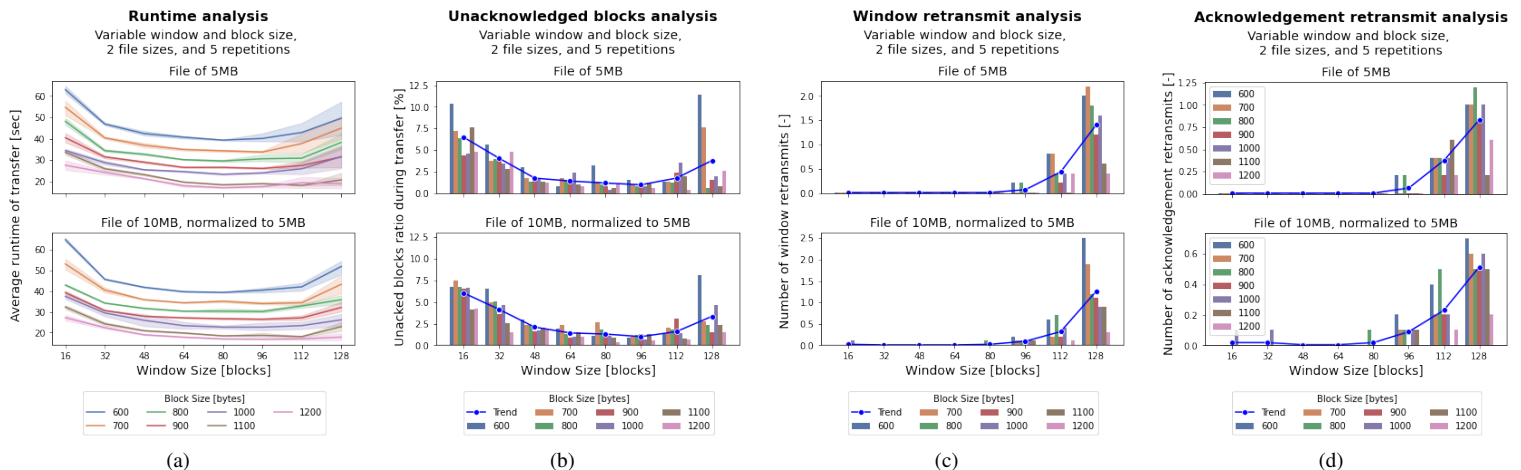 Runtime analysis
Variable window and block size,
2 file sizes, and 5 repetitions
File of 5MB
Average runtime of transfer [sec]
60
50
40
30
20
File of 10MB, normalized to 5MB
60
50
40
30
20
16 32 48 64 80 96 112 128
Window Size [blocks]
Block Size [bytes]
600 800 1000 1200
700 900 1100
(a)
Unacknowledged blocks analysis
Variable window and block size,
2 file sizes, and 5 repetitions
File of 5MB
Unacked blocks ratio during transfer [%]
12.5
10.0
7.5
5.0
2.5
0.0
File of 10MB, normalized to 5MB
12.5
10.0
7.5
5.0
2.5
0.0
16 32 48 64 80 96 112 128
Window Size [blocks]
Block Size [bytes]
Trend 700 900 1100
600 800 1000 1200
(b)
Window retransmit analysis
Variable window and block size,
2 file sizes, and 5 repetitions
File of 5MB
Number of window retransmits [-]
2.0
1.5
1.0
0.5
0.0
File of 10MB, normalized to 5MB
2.5
2.0
1.5
1.0
0.5
0.0
16 32 48 64 80 96 112 128
Window Size [blocks]
Block Size [bytes]
Trend 700 900 1100
600 800 1000 1200
(c)
Acknowledgement retransmit analysis
Variable window and block size,
2 file sizes, and 5 repetitions
File of 5MB
Number of acknowledgement retransmits [-]
1.25
1.00
0.75
0.50
0.25
0.00
600
700
800
900
1000
1100
1200
File of 10MB, normalized to 5MB
0.6
0.4
0.2
0.0
600
700
800
900
1000
1100
1200
16 32 48 64 80 96 112 128
Window Size [blocks]
Block Size [bytes]
Trend 700 900 1100
600 800 1000 1200
(d)